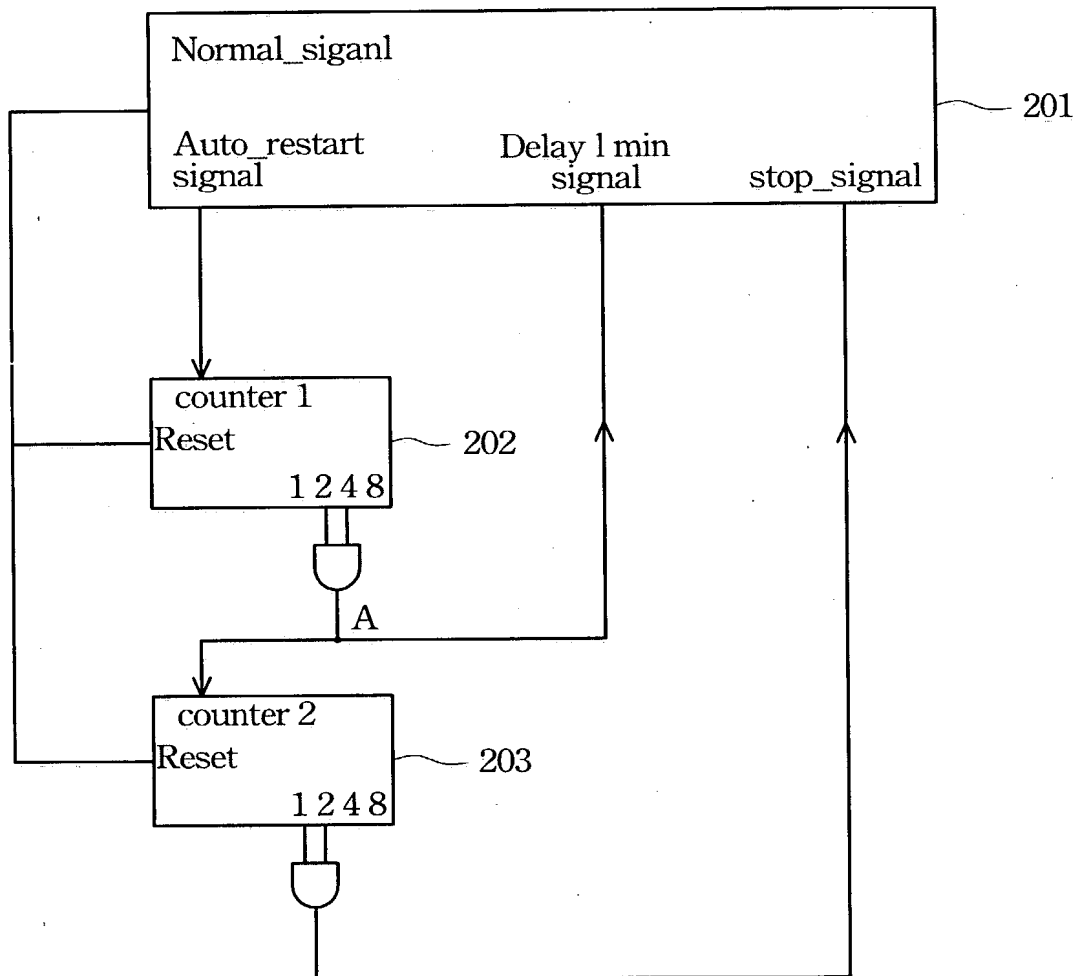 Normal_siganl
201
Auto_restart
signal
Delay 1 min
signal
stop_signal
counter 1
Reset
202
1 2 4 8
A
counter 2
Reset
203
1 2 4 8